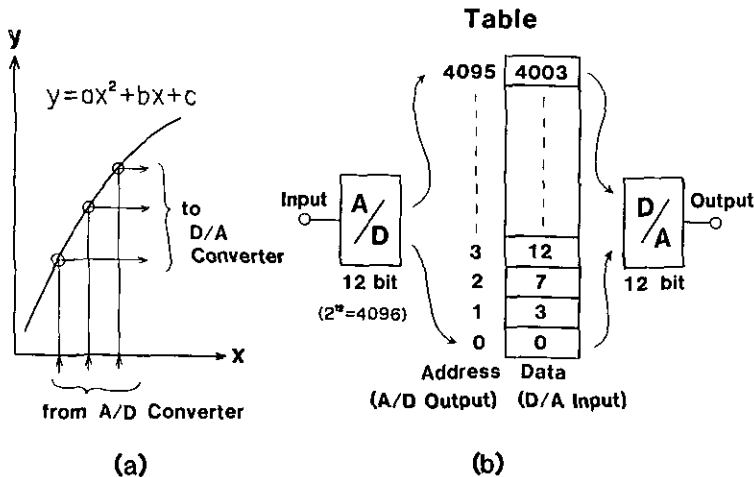 y
y=ax²+bx+c
to
D/A
Converter
x
from A/D Converter
(a)
Table
4095 4003
Input
A/D
12 bit
(2¹²=4096)
3 12
2 7
1 3
0 0
Address Data
(A/D Output) (D/A Input)
D/A
Output
12 bit
(b)